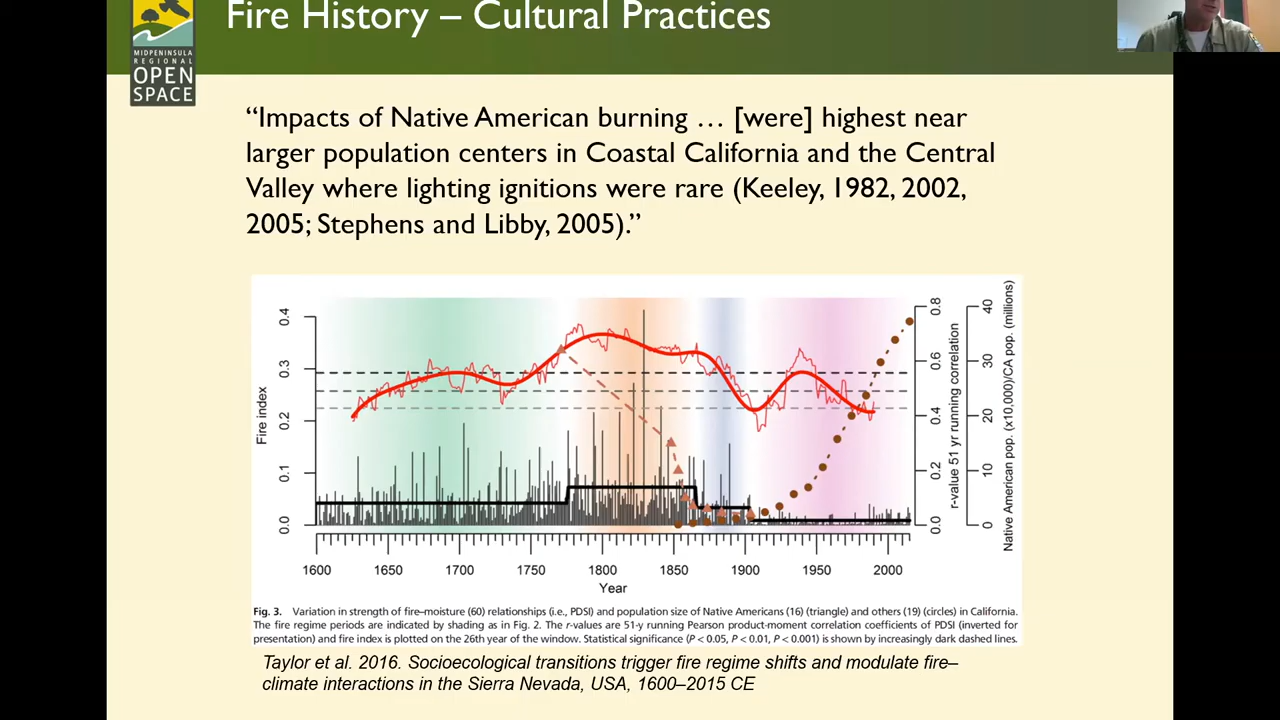 Fire History – Cultural Practices
MIDPENINSULA
REGIONAL
OPEN
SPACE
“Impacts of Native American burning … [were] highest near
larger population centers in Coastal California and the Central
Valley where lighting ignitions were rare (Keeley, 1982, 2002,
2005; Stephens and Libby, 2005).”
0.4
0.3
0.2
0.1
0.0
Fire index
0.8
0.6
0.4
0.2
0.0
r-value 51 yr running correlation
40
30
20
10
0
Native American pop. (x10,000)/CA pop. (millions)
1600 1650 1700 1750 1800 1850 1900 1950 2000
Year
Fig. 3. Variation in strength of fire–moisture (60) relationships (i.e., PDSI) and population size of Native Americans (16) (triangle) and others (19) (circles) in California.
The fire regime periods are indicated by shading as in Fig. 2. The r-values are 51-y running Pearson product-moment correlation coefficients of PDSI (inverted for
presentation) and fire index is plotted on the 26th year of the window. Statistical significance (P < 0.05, P < 0.01, P < 0.001) is shown by increasingly dark dashed lines.
Taylor et al. 2016. Socioecological transitions trigger fire regime shifts and modulate fire–
climate interactions in the Sierra Nevada, USA, 1600–2015 CE